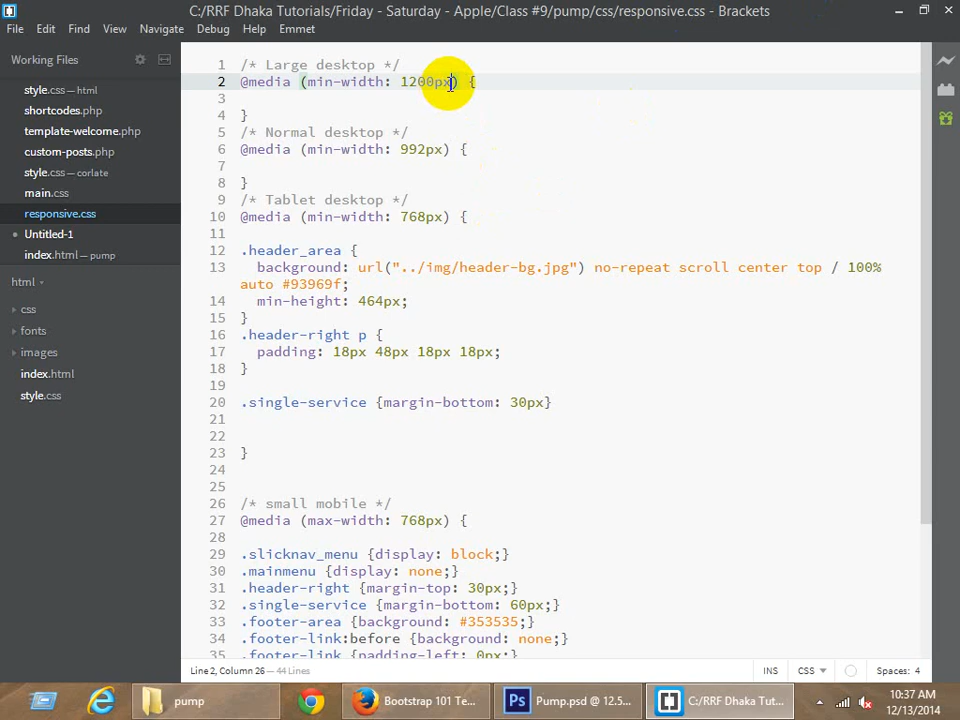 C:/RRF Dhaka Tutorials/Friday - Saturday - Apple/Class #9/pump/css/responsive.css - Brackets
File Edit Find View Navigate Debug Help Emmet
Working Files
style.css — html
shortcodes.php
template-welcome.php
custom-posts.php
style.css — corlate
main.css
responsive.css
Untitled-1
index.html — pump
html
css
fonts
images
index.html
style.css
1 /* Large desktop */
2 @media (min-width: 1200px) {
3
4 }
5 /* Normal desktop */
6 @media (min-width: 992px) {
7
8 }
9 /* Tablet desktop */
10 @media (min-width: 768px) {
11
12 .header_area {
13 background: url("../img/header-bg.jpg") no-repeat scroll center top / 100%
auto #93969f;
14 min-height: 464px;
15 }
16 .header-right p {
17 padding: 18px 48px 18px 18px;
18 }
19
20 .single-service {margin-bottom: 30px}
21
22
23 }
24
25
26 /* small mobile */
27 @media (max-width: 768px) {
28
29 .slicknav_menu {display: block;}
30 .mainmenu {display: none;}
31 .header-right {margin-top: 30px;}
32 .single-service {margin-bottom: 60px;}
33 .footer-area {background: #353535;}
34 .footer-link:before {background: none;}
35 .footer-link {padding-left: 0px;}
Line 2, Column 26 — 44 Lines
INS CSS Spaces: 4
pump
Bootstrap 101 Te...
Pump.psd @ 12.5...
C:/RRF Dhaka Tut...
10:37 AM
12/13/2014